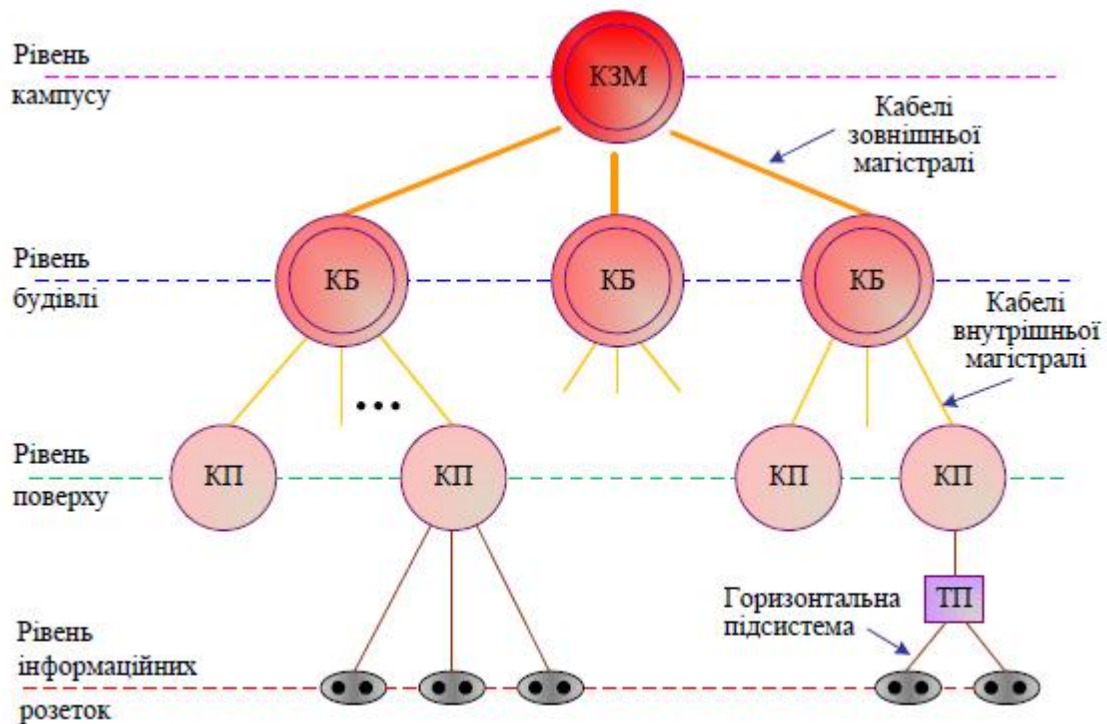 Рівень
кампусу
КЗМ
Кабелі
зовнішньої
магістралі
Рівень
будівлі
КБ
КБ
КБ
Кабелі
внутрішньої
магістралі
Рівень
поверху
КП
КП
КП
КП
Горизонтальна
підсистема
ТП
Рівень
інформаційних
розеток